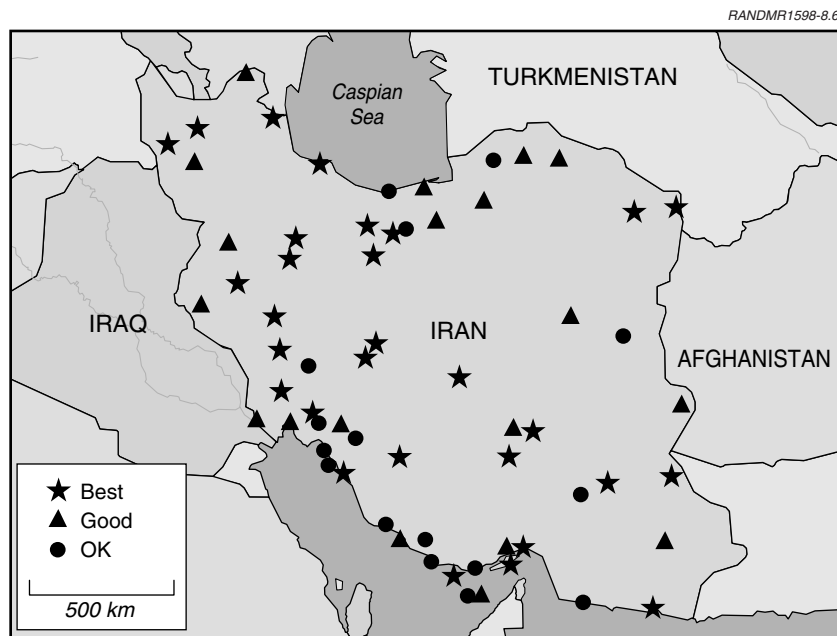 RANDMR1598-8.6
Caspian
Sea
TURKMENISTAN
IRAQ
IRAN
AFGHANISTAN
Best
Good
OK
500 km